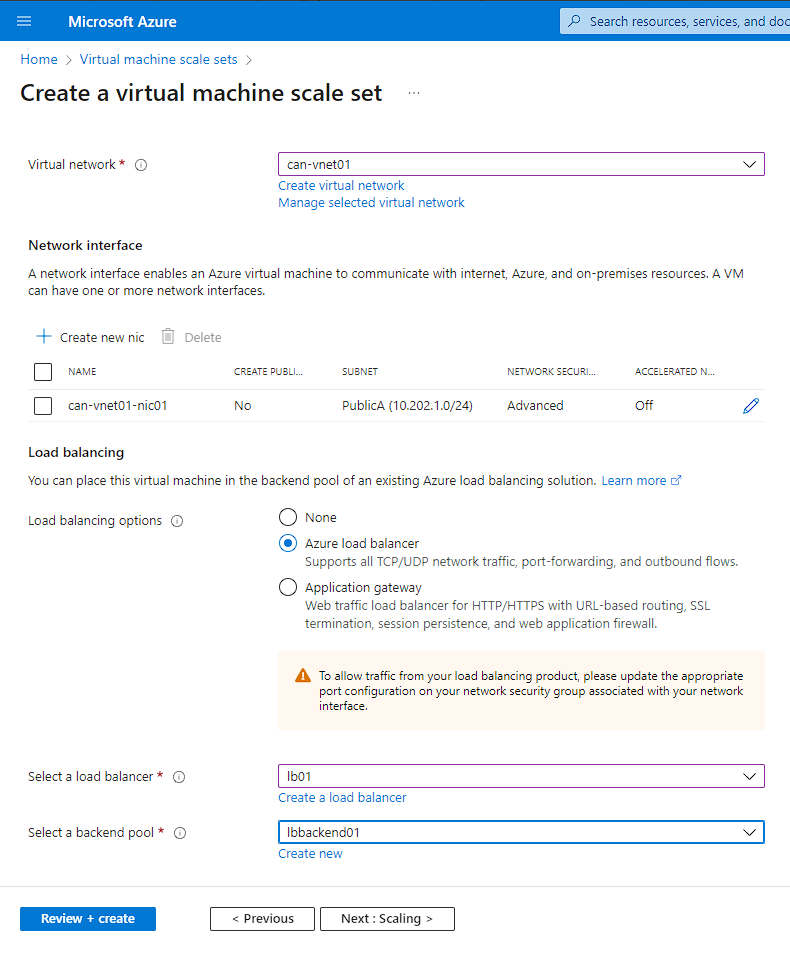 Microsoft Azure
Search resources, services, and doc
Home > Virtual machine scale sets >
Create a virtual machine scale set ...
Virtual network *
can-vnet01
Create virtual network
Manage selected virtual network
Network interface
A network interface enables an Azure virtual machine to communicate with internet, Azure, and on-premises resources. A VM
can have one or more network interfaces.
Create new nic Delete
NAME CREATE PUBLI... SUBNET NETWORK SECURI... ACCELERATED N...
can-vnet01-nic01 No PublicA (10.202.1.0/24) Advanced Off
Load balancing
You can place this virtual machine in the backend pool of an existing Azure load balancing solution. Learn more
Load balancing options
None
Azure load balancer
Supports all TCP/UDP network traffic, port-forwarding, and outbound flows.
Application gateway
Web traffic load balancer for HTTP/HTTPS with URL-based routing, SSL
termination, session persistence, and web application firewall.
To allow traffic from your load balancing product, please update the appropriate
port configuration on your network security group associated with your network
interface.
Select a load balancer *
lb01
Create a load balancer
Select a backend pool *
lbbackend01
Create new
Review + create < Previous Next : Scaling >